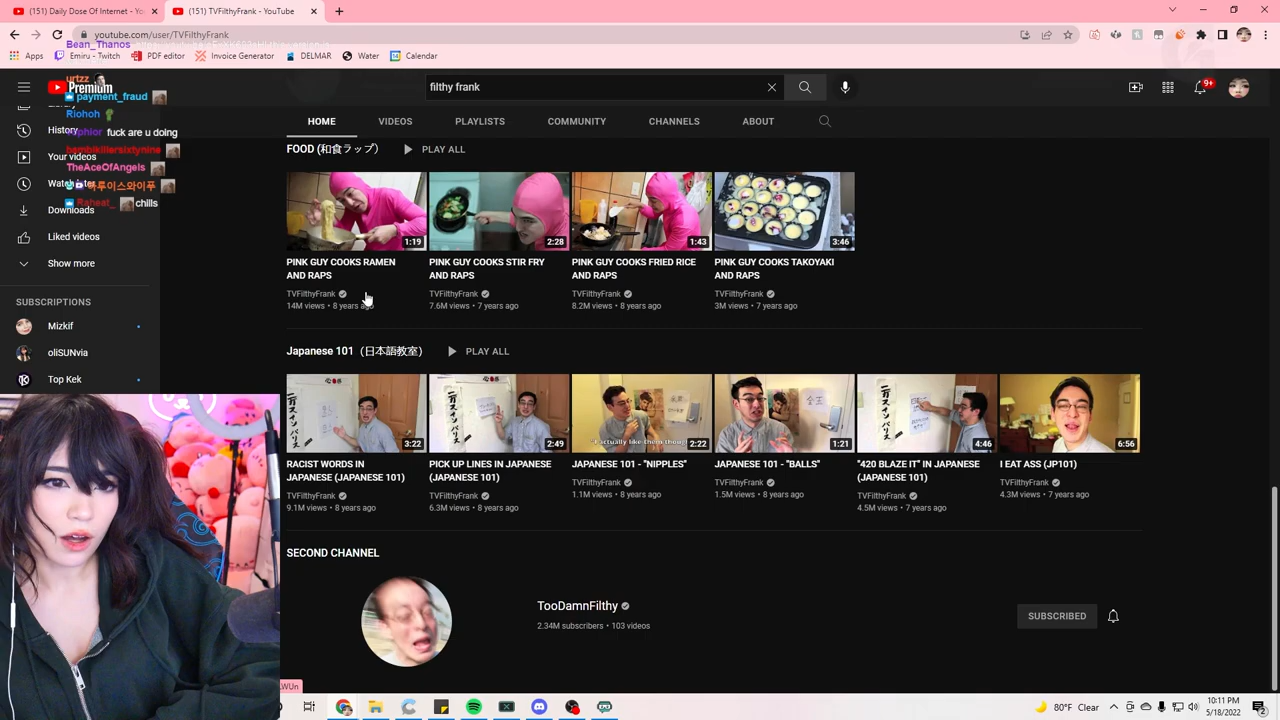 (151) Daily Dose Of Internet - Yo
(151) TVFilthyFrank - YouTube
youtube.com/user/TVFilthyFrank
Bean_Thanos
Apps
Emiru - Twitch
PDF editor
Invoice Generator
DELMAR
Water
Calendar
urtzz
Premium
payment_fraud
Riohoh
fuck are u doing
bambikillersixtynine
TheAceOfAngels
Raheat_
chills
filthy frank
9+
History
Your videos
Downloads
Liked videos
Show more
SUBSCRIPTIONS
Mizkif
oliSUNvia
Top Kek
HOME
VIDEOS
PLAYLISTS
COMMUNITY
CHANNELS
ABOUT
FOOD (和食ラップ)
PLAY ALL
1:19
2:28
1:43
3:46
PINK GUY COOKS RAMEN
AND RAPS
TVFilthyFrank
14M views • 8 years ago
PINK GUY COOKS STIR FRY
AND RAPS
TVFilthyFrank
7.6M views • 7 years ago
PINK GUY COOKS FRIED RICE
AND RAPS
TVFilthyFrank
8.2M views • 8 years ago
PINK GUY COOKS TAKOYAKI
AND RAPS
TVFilthyFrank
3M views • 7 years ago
Japanese 101（日本語教室）
PLAY ALL
3:22
2:49
I actually like them though
2:22
1:21
4:46
6:56
RACIST WORDS IN
JAPANESE (JAPANESE 101)
TVFilthyFrank
9.1M views • 8 years ago
PICK UP LINES IN JAPANESE
(JAPANESE 101)
TVFilthyFrank
6.3M views • 8 years ago
JAPANESE 101 - "NIPPLES"
TVFilthyFrank
1.1M views • 8 years ago
JAPANESE 101 - "BALLS"
TVFilthyFrank
1.5M views • 8 years ago
"420 BLAZE IT" IN JAPANESE
(JAPANESE 101)
TVFilthyFrank
4.5M views • 7 years ago
I EAT ASS (JP101)
TVFilthyFrank
4.3M views • 7 years ago
SECOND CHANNEL
TooDamnFilthy
2.34M subscribers • 103 videos
SUBSCRIBED
80°F Clear
10:11 PM
5/18/2022